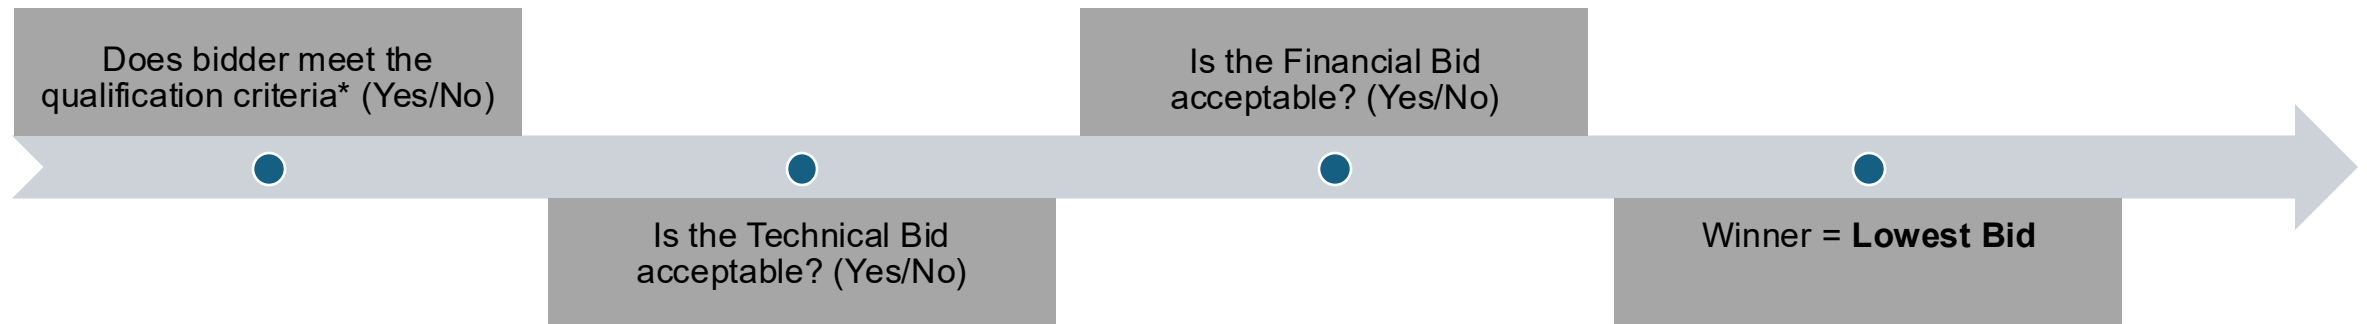 Does bidder meet the
qualification criteria* (Yes/No)
Is the Technical Bid
acceptable? (Yes/No)
Is the Financial Bid
acceptable? (Yes/No)
Winner = Lowest Bid